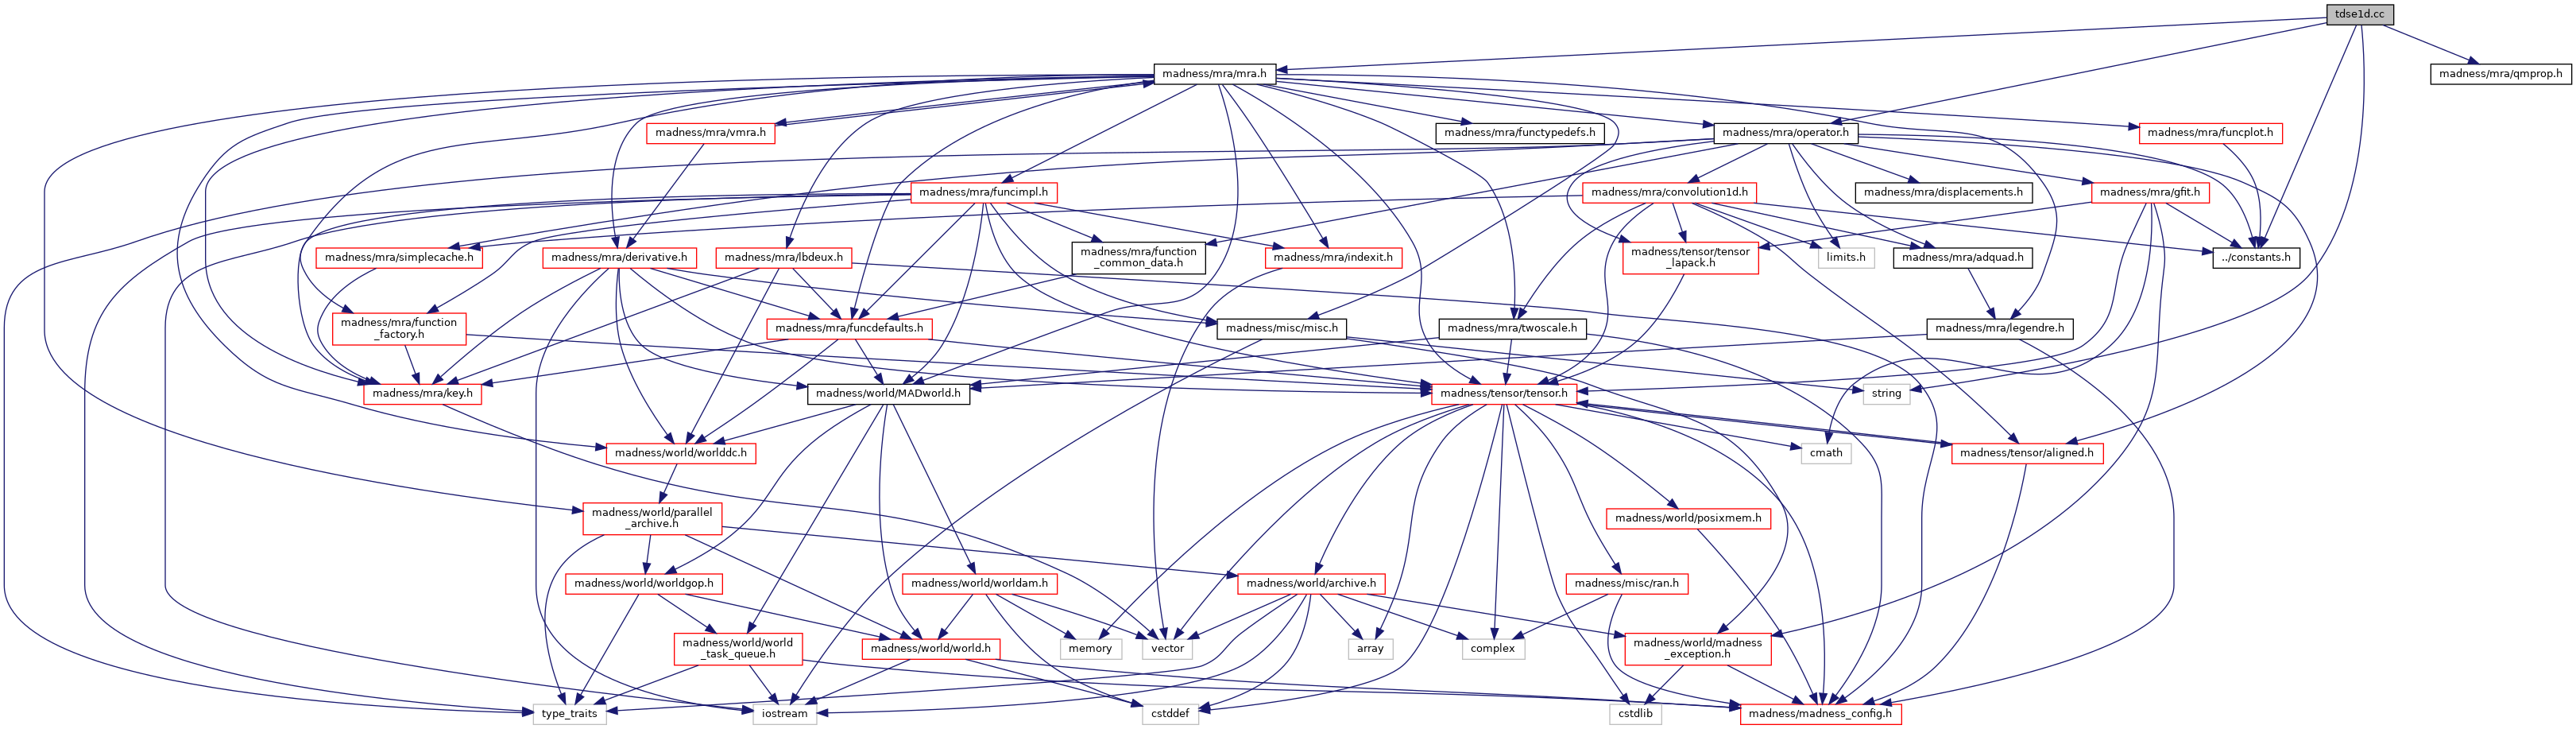 tdse1d.cc
madness/mra/mra.h
madness/mra/qmprop.h
madness/mra/vmra.h
madness/mra/functypedefs.h
madness/mra/operator.h
madness/mra/funcplot.h
madness/mra/funcimpl.h
madness/mra/convolution1d.h
madness/mra/displacements.h
madness/mra/gfit.h
madness/mra/simplecache.h
madness/mra/derivative.h
madness/mra/lbdeux.h
madness/mra/function
_common_data.h
madness/mra/indexit.h
madness/tensor/tensor
_lapack.h
limits.h
madness/mra/adquad.h
../constants.h
madness/mra/function
_factory.h
madness/mra/funcdefaults.h
madness/misc/misc.h
madness/mra/twoscale.h
madness/mra/legendre.h
madness/mra/key.h
madness/world/MADworld.h
madness/tensor/tensor.h
string
madness/world/worlddc.h
cmath
madness/tensor/aligned.h
madness/world/parallel
_archive.h
madness/world/posixmem.h
madness/world/worldgop.h
madness/world/worldam.h
madness/world/archive.h
madness/misc/ran.h
madness/world/world
_task_queue.h
madness/world/world.h
memory
vector
array
complex
madness/world/madness
_exception.h
type_traits
iostream
cstddef
cstdlib
madness/madness_config.h